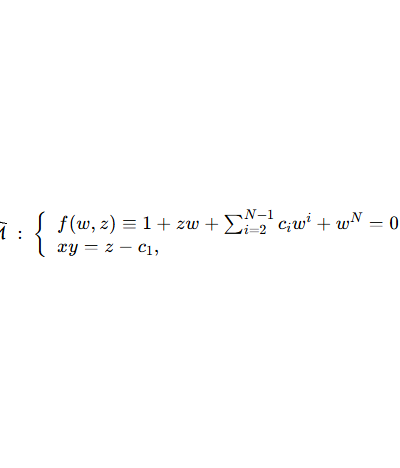 : { f(w, z) ≡ 1 + zw + ∑_{i=2}^{N−1} c_i w^i + w^N = 0
xy = z − c_1,